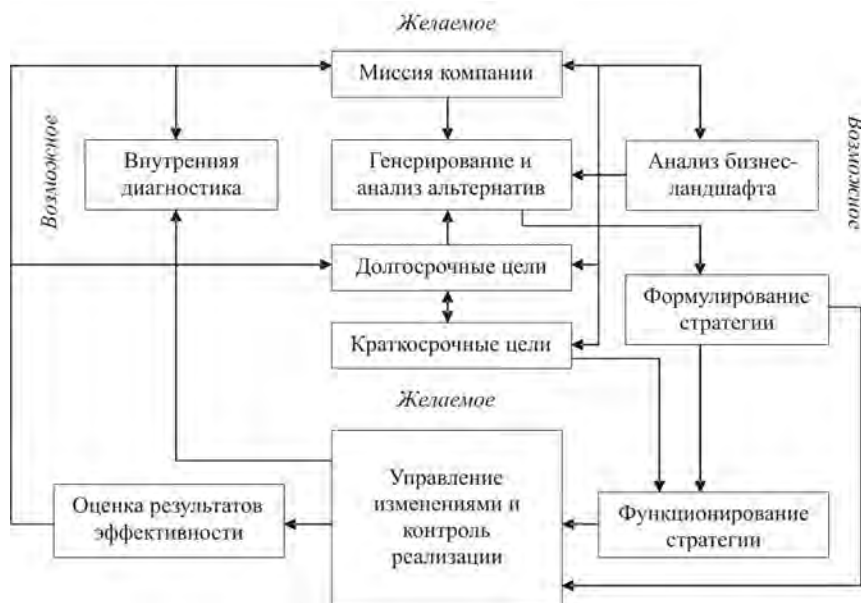 Желаемое
Миссия компании
Возможное
Внутренняя
диагностика
Генерирование и
анализ альтернатив
Анализ бизнес-
ландшафта
Возможное
Долгосрочные цели
Формулирование
стратегии
Краткосрочные цели
Желаемое
Управление
изменениями и
контроль
реализации
Оценка результатов
эффективности
Функционирование
стратегии